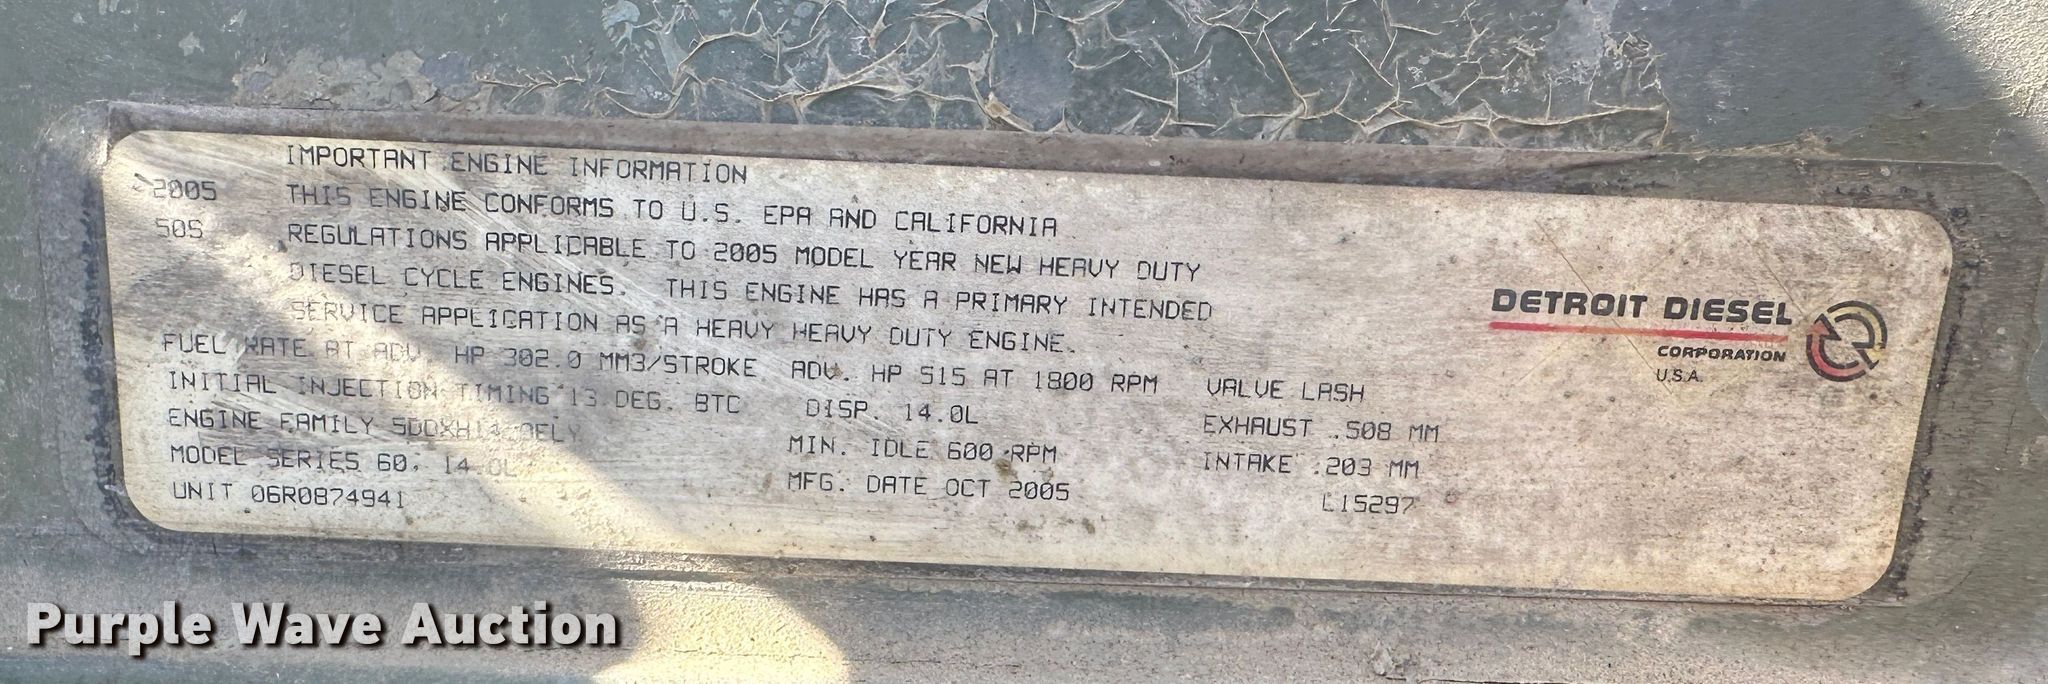 IMPORTANT ENGINE INFORMATION
2005 THIS ENGINE CONFORMS TO U.S. EPA AND CALIFORNIA
50S REGULATIONS APPLICABLE TO 2005 MODEL YEAR NEW HEAVY DUTY
DIESEL CYCLE ENGINES. THIS ENGINE HAS A PRIMARY INTENDED
SERVICE APPLICATION AS A HEAVY HEAVY DUTY ENGINE.
FUEL RATE AT ADV. HP 302.0 MM3/STROKE ADV. HP 515 AT 1800 RPM VALVE LASH
INITIAL INJECTION TIMING 13 DEG. BTC DISP. 14.0L EXHAUST .508 MM
ENGINE FAMILY MIN. IDLE 600 RPM INTAKE .203 MM
MODEL SERIES 60, 14.0L MFG. DATE OCT 2005 L15297
UNIT 06R0874941
DETROIT DIESEL
CORPORATION
U.S.A.
Purple Wave Auction